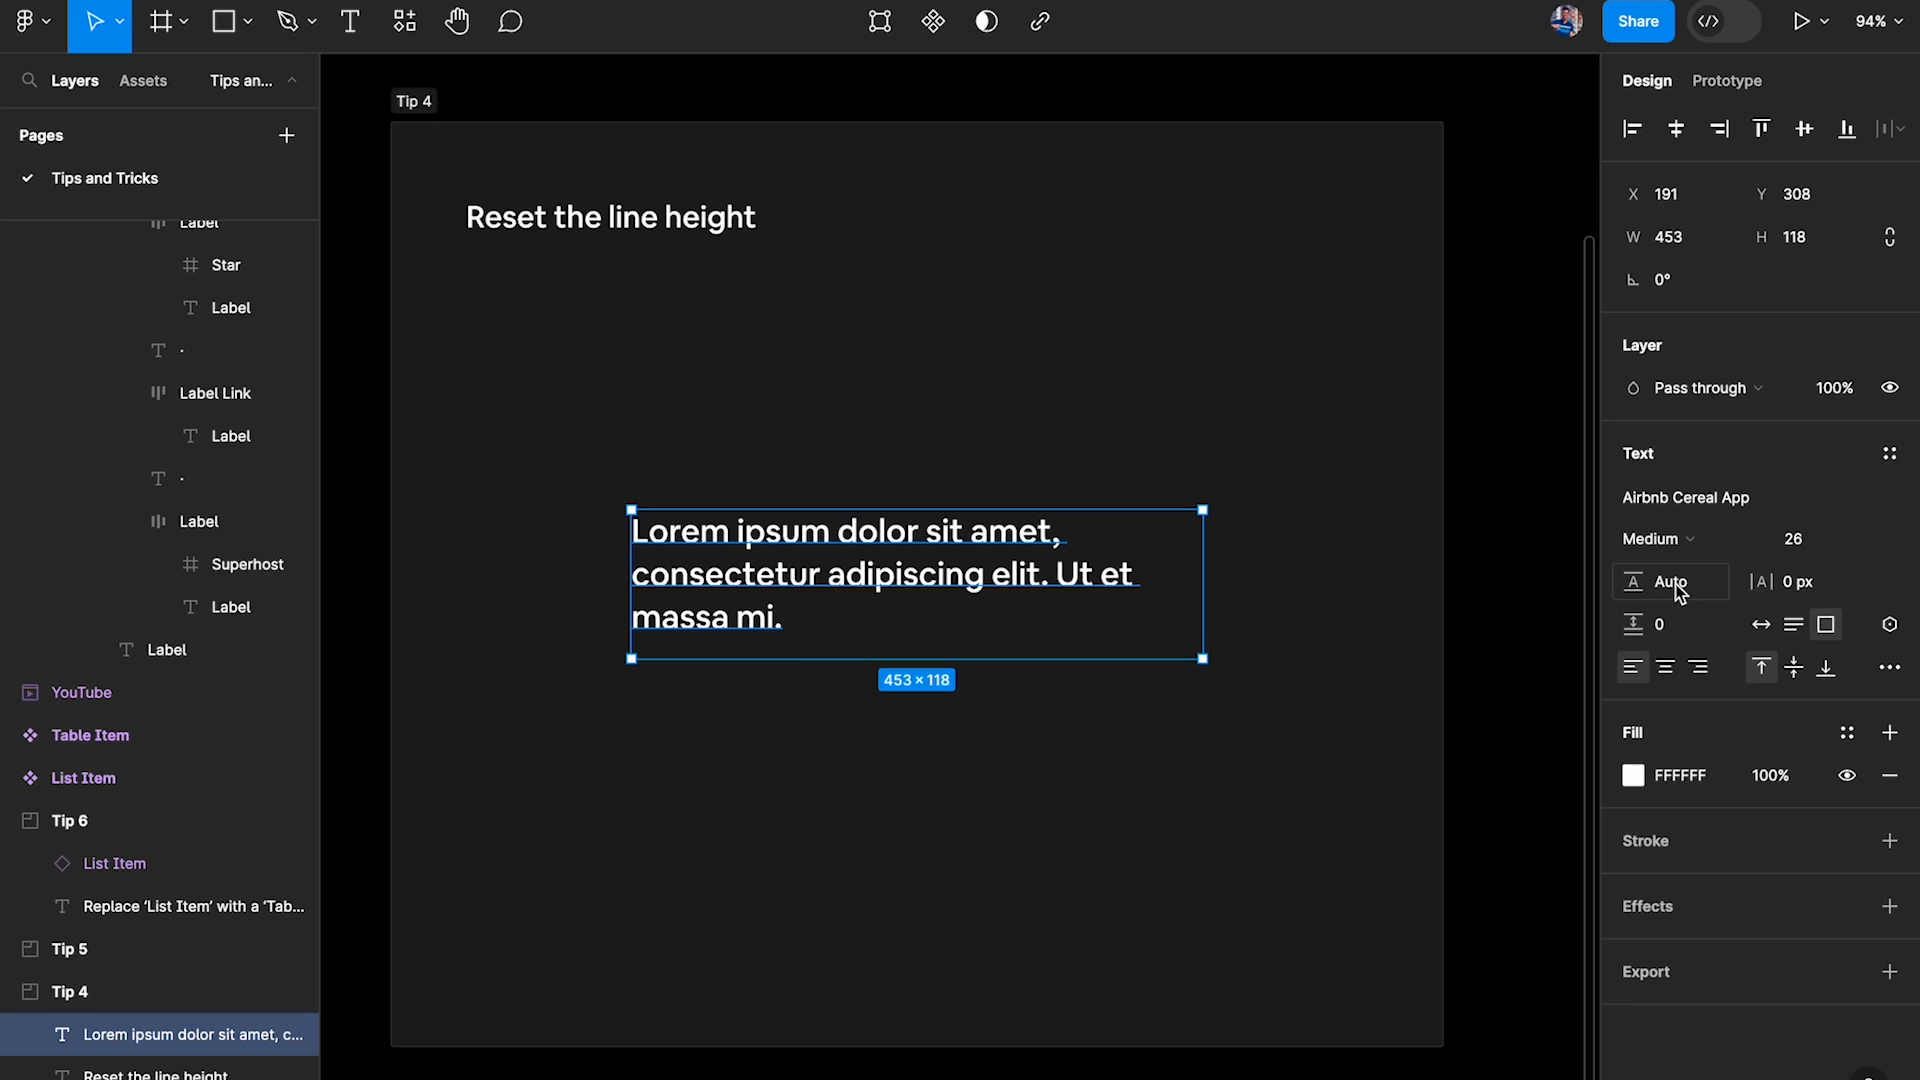 Share
94%
Layers
Assets
Tips an...
Design
Prototype
Pages
Tips and Tricks
Label
Star
Label
.
Label Link
Label
.
Label
Superhost
Label
Label
YouTube
Table Item
List Item
Tip 6
List Item
Replace ‘List Item’ with a ‘Tab...
Tip 5
Tip 4
Lorem ipsum dolor sit amet, c...
Reset the line height
Tip 4
Reset the line height
Lorem ipsum dolor sit amet,
consectetur adipiscing elit. Ut et
massa mi.
453 × 118
X 191
Y 308
W 453
H 118
0°
Layer
Pass through
100%
Text
Airbnb Cereal App
Medium
26
Auto
0 px
0
Fill
FFFFFF
100%
Stroke
Effects
Export